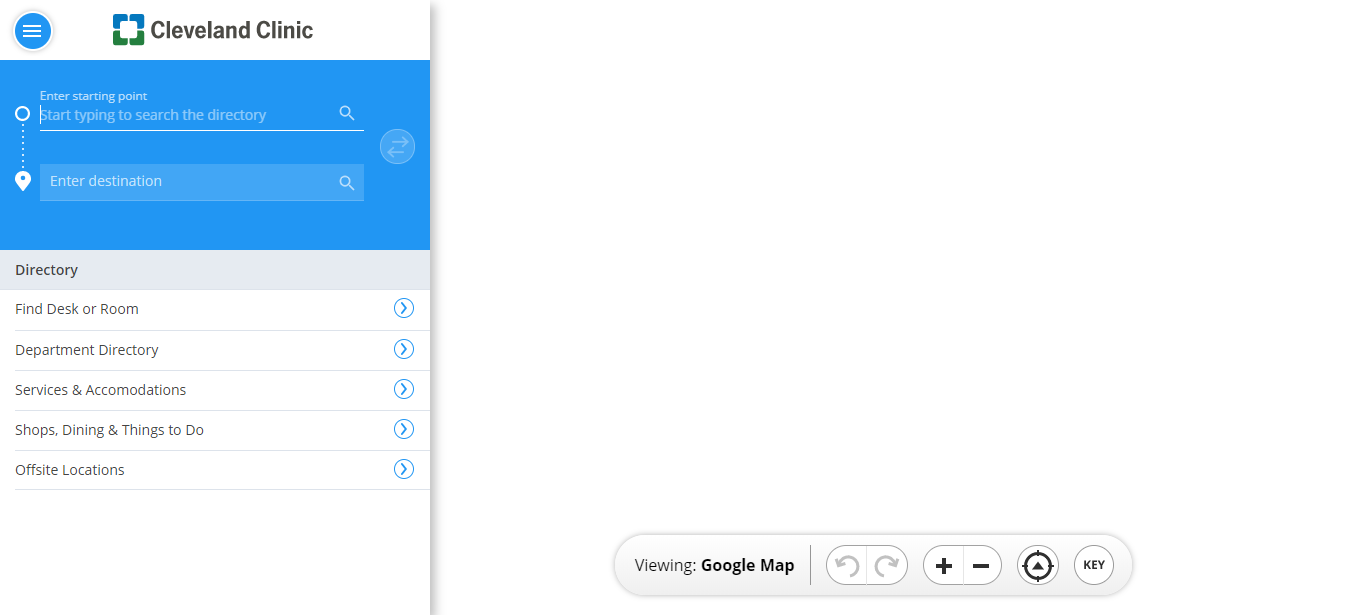 Cleveland Clinic
Enter starting point
Start typing to search the directory
Enter destination
Directory
Find Desk or Room
Department Directory
Services & Accomodations
Shops, Dining & Things to Do
Offsite Locations
Viewing: Google Map
KEY